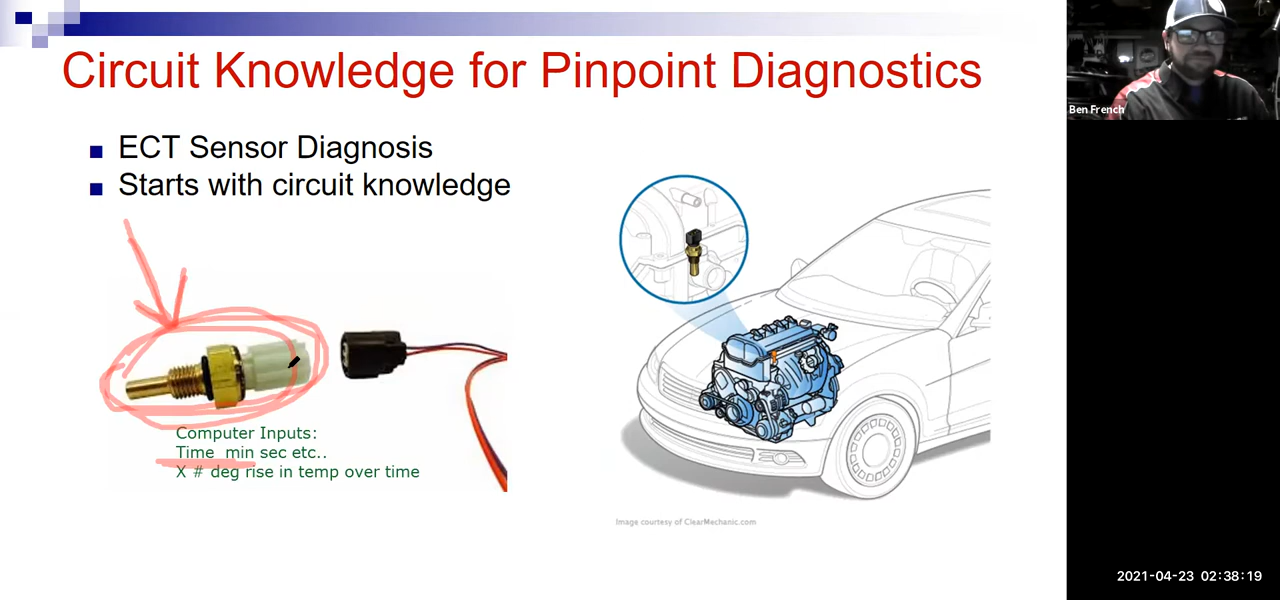 Circuit Knowledge for Pinpoint Diagnostics
ECT Sensor Diagnosis
Starts with circuit knowledge
Computer Inputs:
Time min sec etc..
X # deg rise in temp over time
Image courtesy of ClearMechanic.com
Ben French
2021-04-23 02:38:19